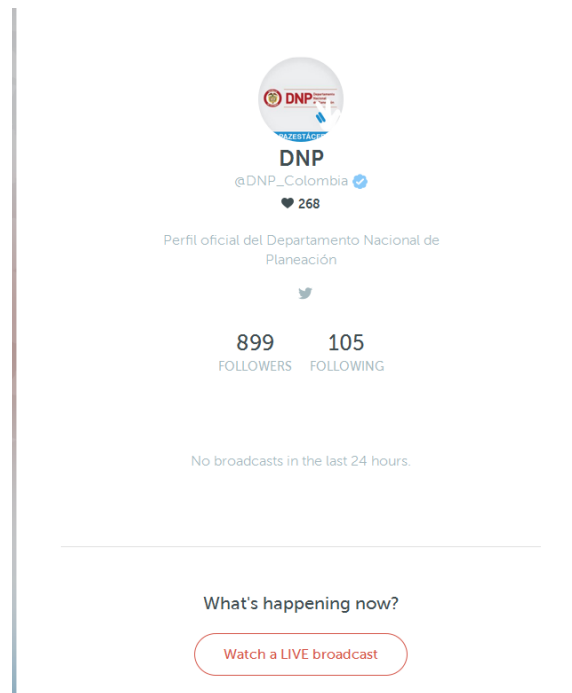 DNP
DNP
@DNP_Colombia
268
Perfil oficial del Departamento Nacional de
Planeación
899 105
FOLLOWERS FOLLOWING
No broadcasts in the last 24 hours.
What's happening now?
Watch a LIVE broadcast